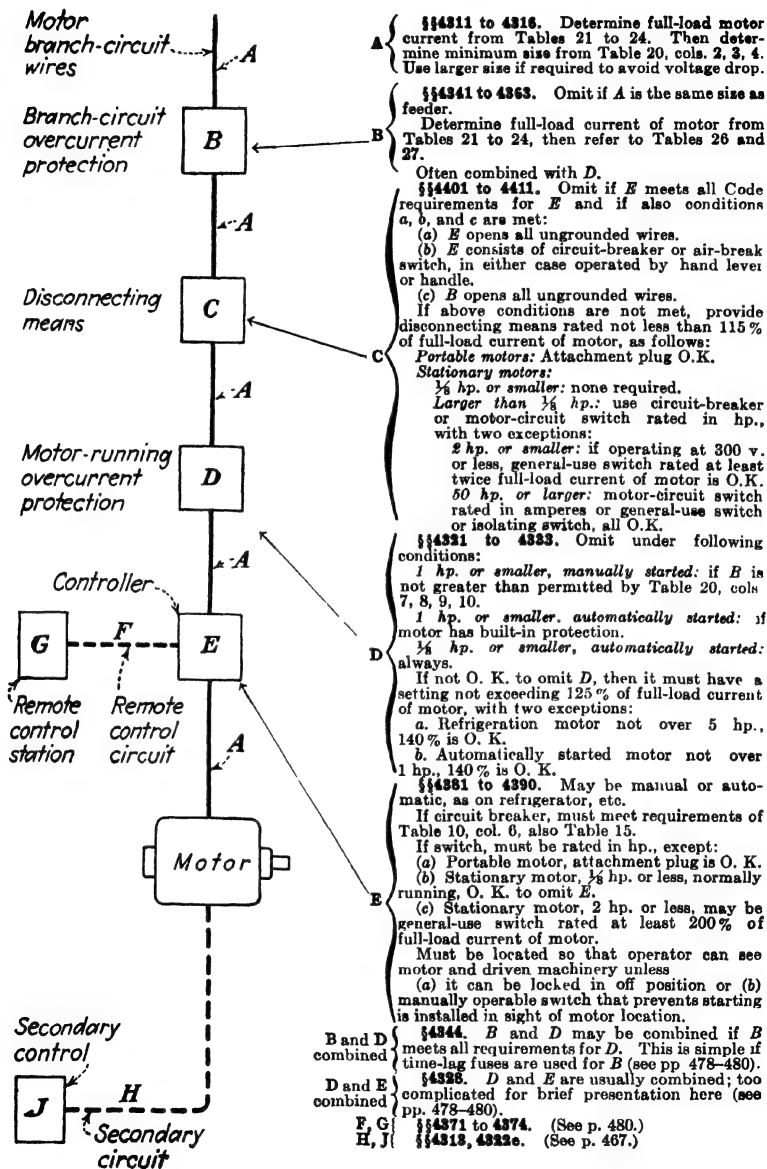 Motor
branch-circuit
wires
A
Branch-circuit
overcurrent
protection
B
A
Disconnecting
means
C
A
Motor-running
overcurrent
protection
D
A
Controller
G
F
E
Remote
control
station
Remote
control
circuit
A
Motor
Secondary
control
J
H
Secondary
circuit
A
§§4311 to 4316. Determine full-load motor
current from Tables 21 to 24. Then deter-
mine minimum size from Table 20, cols. 2, 3, 4.
Use larger size if required to avoid voltage drop.
B
§§4341 to 4363. Omit if A is the same size as
feeder.
Determine full-load current of motor from
Tables 21 to 24, then refer to Tables 26 and
27.
Often combined with D.
C
§§4401 to 4411. Omit if E meets all Code
requirements for E and if also conditions
a, b, and c are met:
(a) E opens all ungrounded wires.
(b) E consists of circuit-breaker or air-break
switch, in either case operated by hand lever
or handle.
(c) B opens all ungrounded wires.
If above conditions are not met, provide
disconnecting means rated not less than 115%
of full-load current of motor, as follows:
Portable motors: Attachment plug O.K.
Stationary motors:
⅛ hp. or smaller: none required.
Larger than ⅛ hp.: use circuit-breaker
or motor-circuit switch rated in hp.,
with two exceptions:
2 hp. or smaller: if operating at 300 v.
or less, general-use switch rated at least
twice full-load current of motor is O.K.
50 hp. or larger: motor-circuit switch
rated in amperes or general-use switch
or isolating switch, all O.K.
D
§§4321 to 4333. Omit under following
conditions:
1 hp. or smaller, manually started: if B is
not greater than permitted by Table 20, cols
7, 8, 9, 10.
1 hp. or smaller. automatically started: if
motor has built-in protection.
⅛ hp. or smaller, automatically started:
always.
If not O. K. to omit D, then it must have a
setting not exceeding 125% of full-load current
of motor, with two exceptions:
a. Refrigeration motor not over 5 hp.,
140% is O. K.
b. Automatically started motor not over
1 hp., 140% is O. K.
E
§§4381 to 4390. May be manual or auto-
matic, as on refrigerator, etc.
If circuit breaker, must meet requirements of
Table 10, col. 6, also Table 15.
If switch, must be rated in hp., except:
(a) Portable motor, attachment plug is O. K.
(b) Stationary motor, ⅛ hp. or less, normally
running, O. K. to omit E.
(c) Stationary motor, 2 hp. or less, may be
general-use switch rated at least 200% of
full-load current of motor.
Must be located so that operator can see
motor and driven machinery unless
(a) it can be locked in off position or (b)
manually operable switch that prevents starting
is installed in sight of motor location.
B and D
combined
§4344. B and D may be combined if B
meets all requirements for D. This is simple if
time-lag fuses are used for B (see pp 478–480).
D and E
combined
§4326. D and E are usually combined; too
complicated for brief presentation here (see
pp. 478–480).
F, G §§4371 to 4374. (See p. 480.)
H, J §§4313, 4322c. (See p. 467.)